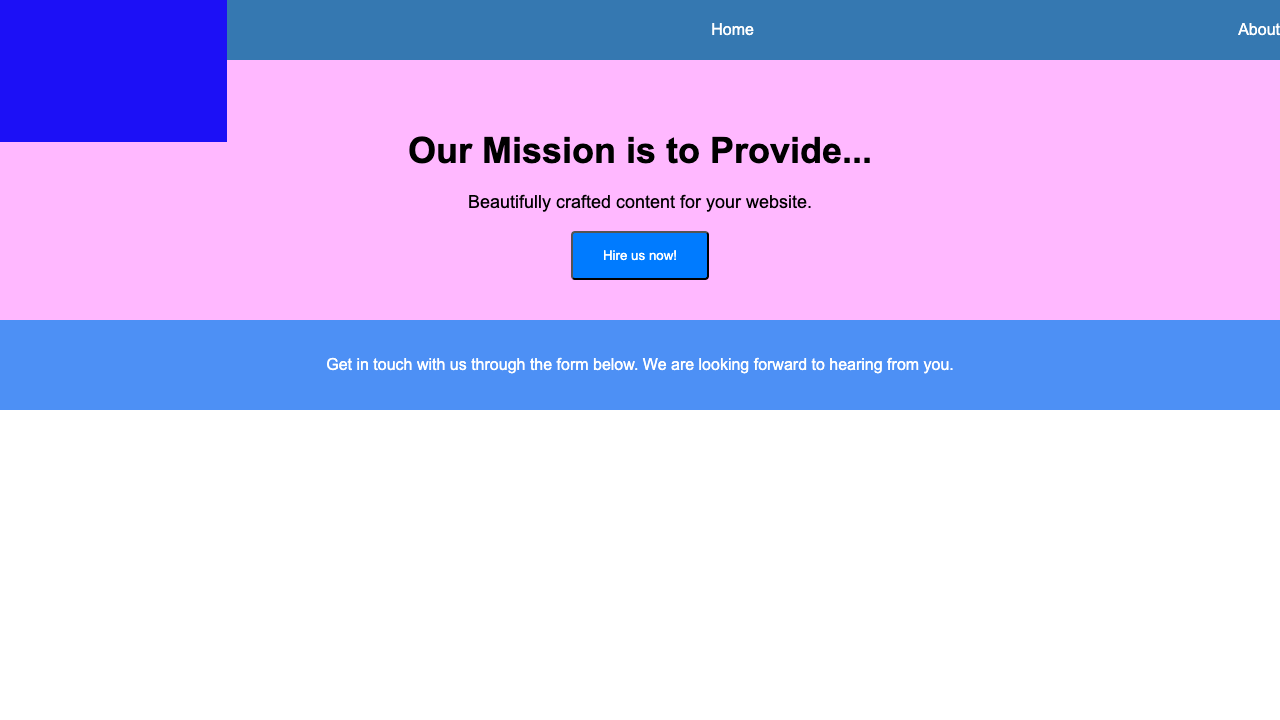 Home About
Our Mission is to Provide...
Beautifully crafted content for your website.
Hire us now!
Get in touch with us through the form below. We are looking forward to hearing from you.